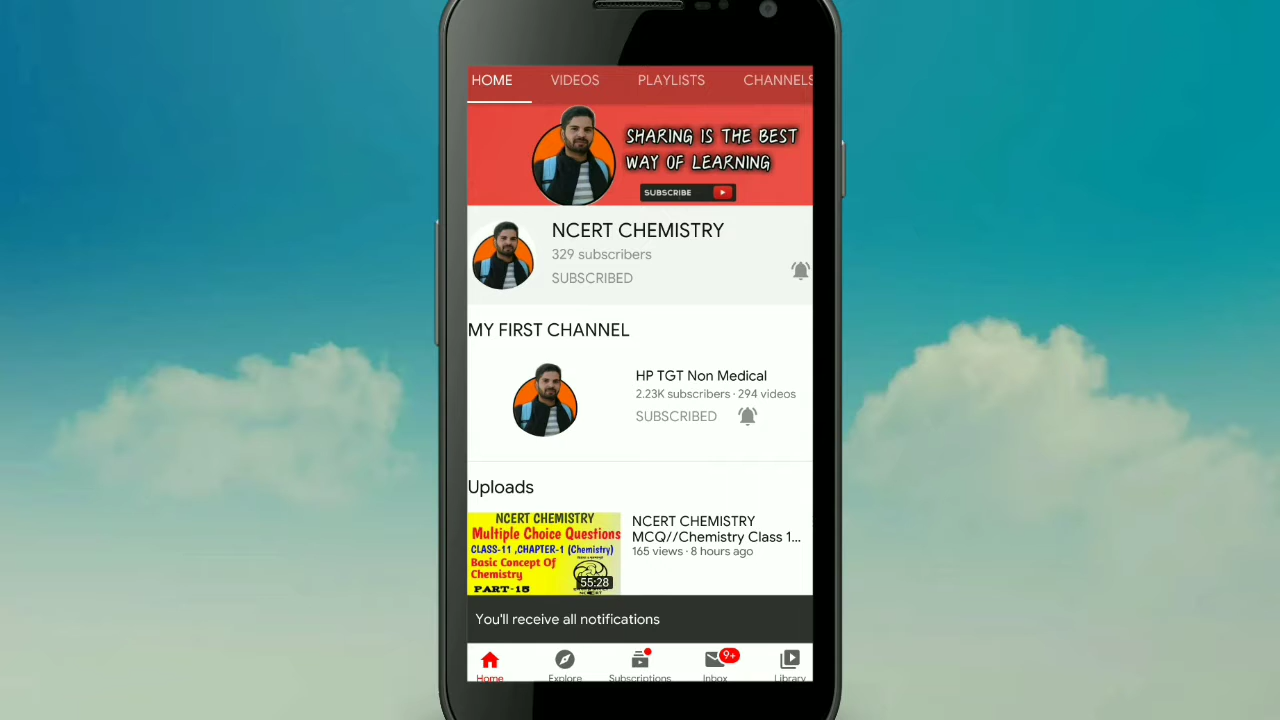 HOME VIDEOS PLAYLISTS CHANNELS
SHARING IS THE BEST
WAY OF LEARNING
SUBSCRIBE
NCERT CHEMISTRY
329 subscribers
SUBSCRIBED
MY FIRST CHANNEL
HP TGT Non Medical
2.23K subscribers · 294 videos
SUBSCRIBED
Uploads
NCERT CHEMISTRY
Multiple Choice Questions
CLASS-11 ,CHAPTER-1 (Chemistry)
Basic Concept Of
Chemistry
PART-15
55:28
NCERT CHEMISTRY
MCQ//Chemistry Class 1...
165 views · 8 hours ago
You'll receive all notifications
9+
Home Explore Subscriptions Inbox Library